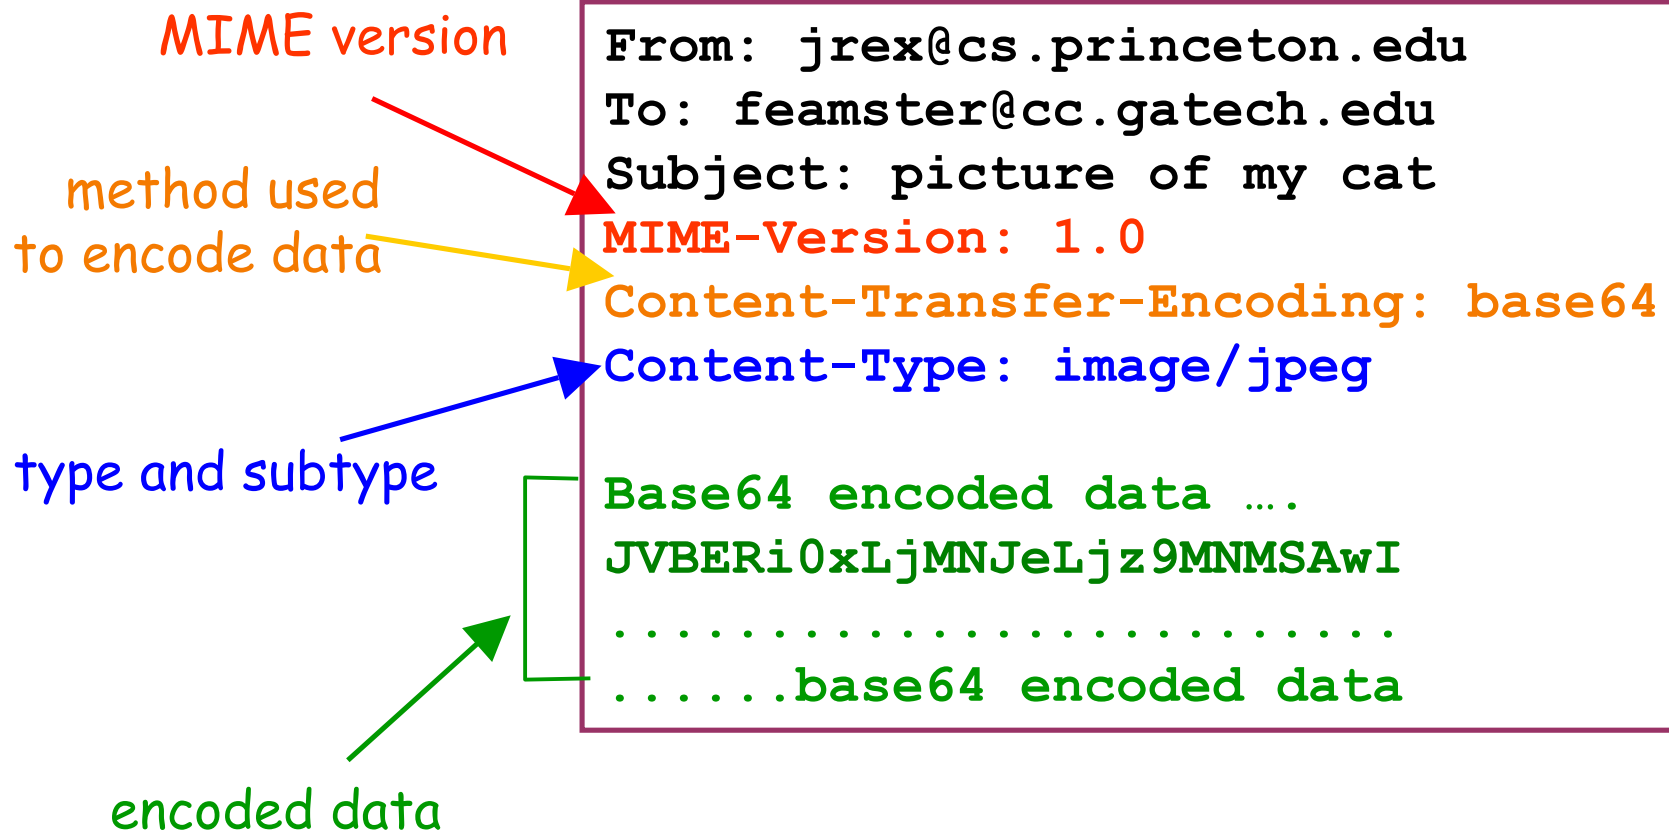 MIME version
method used
to encode data
type and subtype
encoded data
From: jrex@cs.princeton.edu
To: feamster@cc.gatech.edu
Subject: picture of my cat
MIME-Version: 1.0
Content-Transfer-Encoding: base64
Content-Type: image/jpeg
Base64 encoded data ….
JVBERi0xLjMNJeLjz9MNMSAwI
.........................
......base64 encoded data